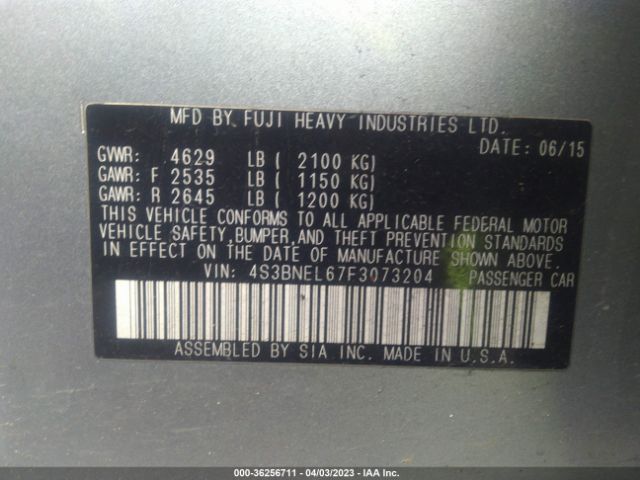 MFD BY FUJI HEAVY INDUSTRIES LTD.
DATE: 06/15
GVWR: 4629 LB ( 2100 KG)
GAWR: F 2535 LB ( 1150 KG)
GAWR: R 2645 LB ( 1200 KG)
THIS VEHICLE CONFORMS TO ALL APPLICABLE FEDERAL MOTOR
VEHICLE SAFETY,BUMPER,AND THEFT PREVENTION STANDARDS
IN EFFECT ON THE DATE OF MANUFACTURE SHOWN ABOVE.
VIN: 4S3BNEL67F3073204 PASSENGER CAR
ASSEMBLED BY SIA INC. MADE IN U.S.A.
000-36256711 - 04/03/2023 - IAA Inc.